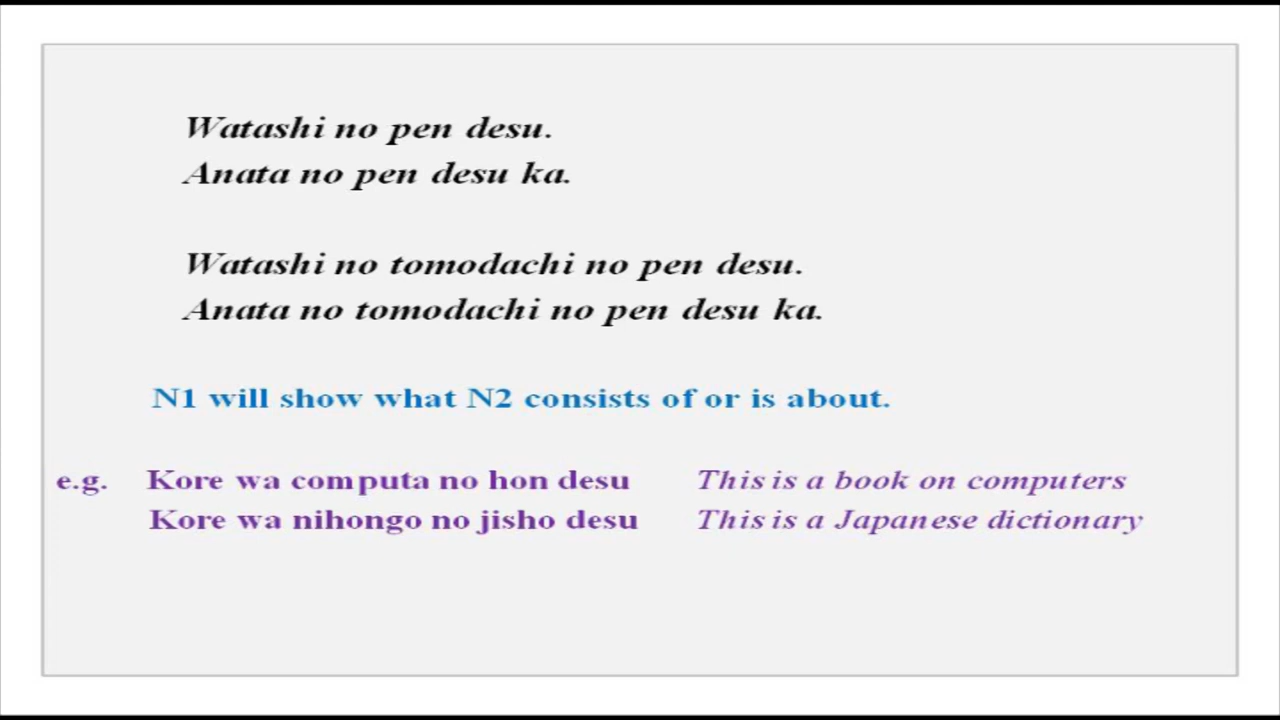 Watashi no pen desu.
Anata no pen desu ka.
Watashi no tomodachi no pen desu.
Anata no tomodachi no pen desu ka.
N1 will show what N2 consists of or is about.
e.g. Kore wa computa no hon desu This is a book on computers
Kore wa nihongo no jisho desu This is a Japanese dictionary